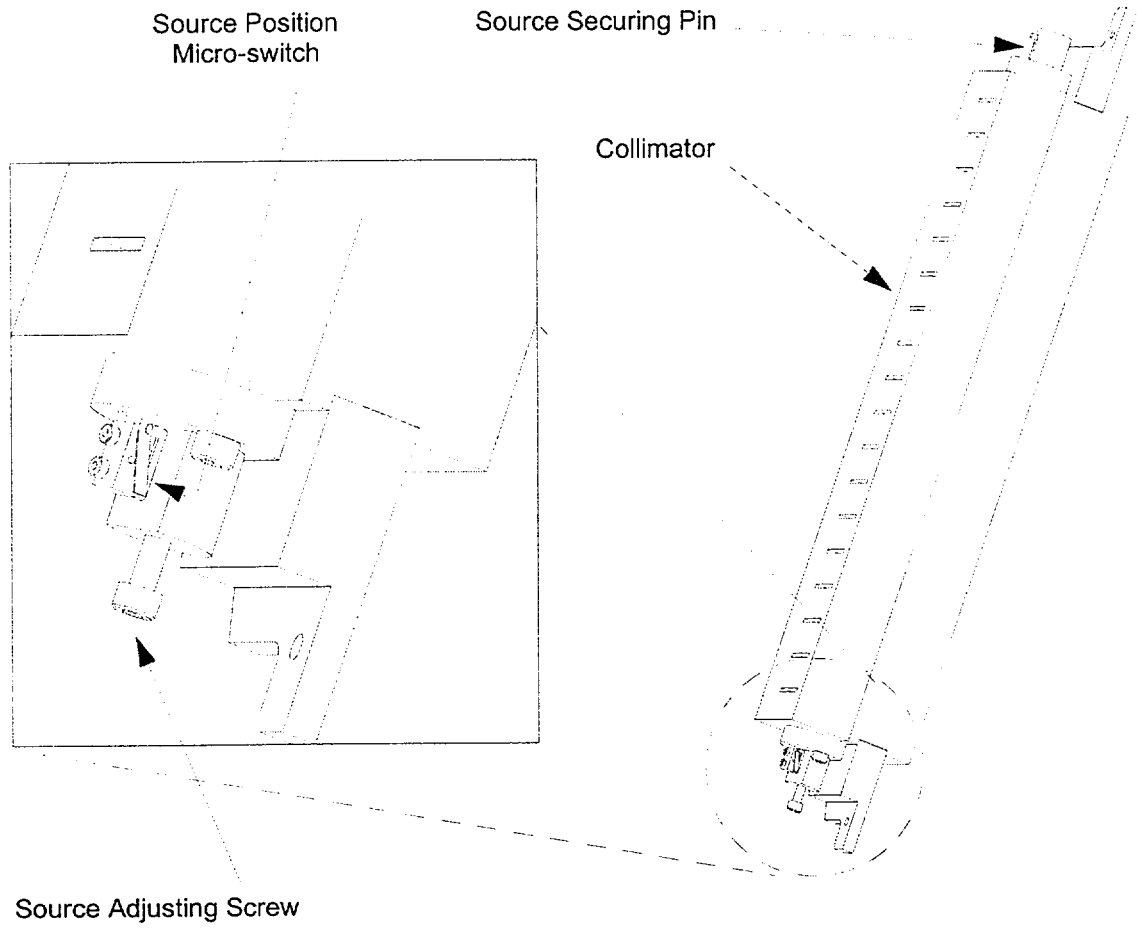 Source Position
Micro-switch
Source Securing Pin
Collimator
Source Adjusting Screw